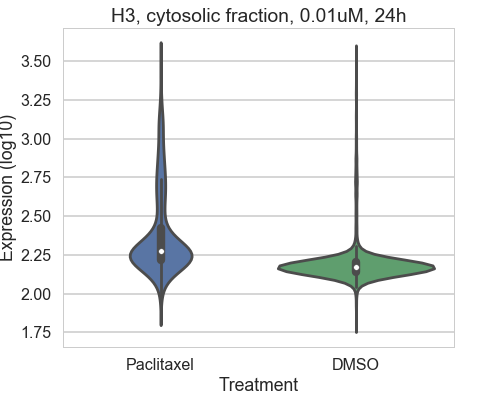 H3, cytosolic fraction, 0.01uM, 24h
Expression (log10)
3.50
3.25
3.00
2.75
2.50
2.25
2.00
1.75
Paclitaxel DMSO
Treatment